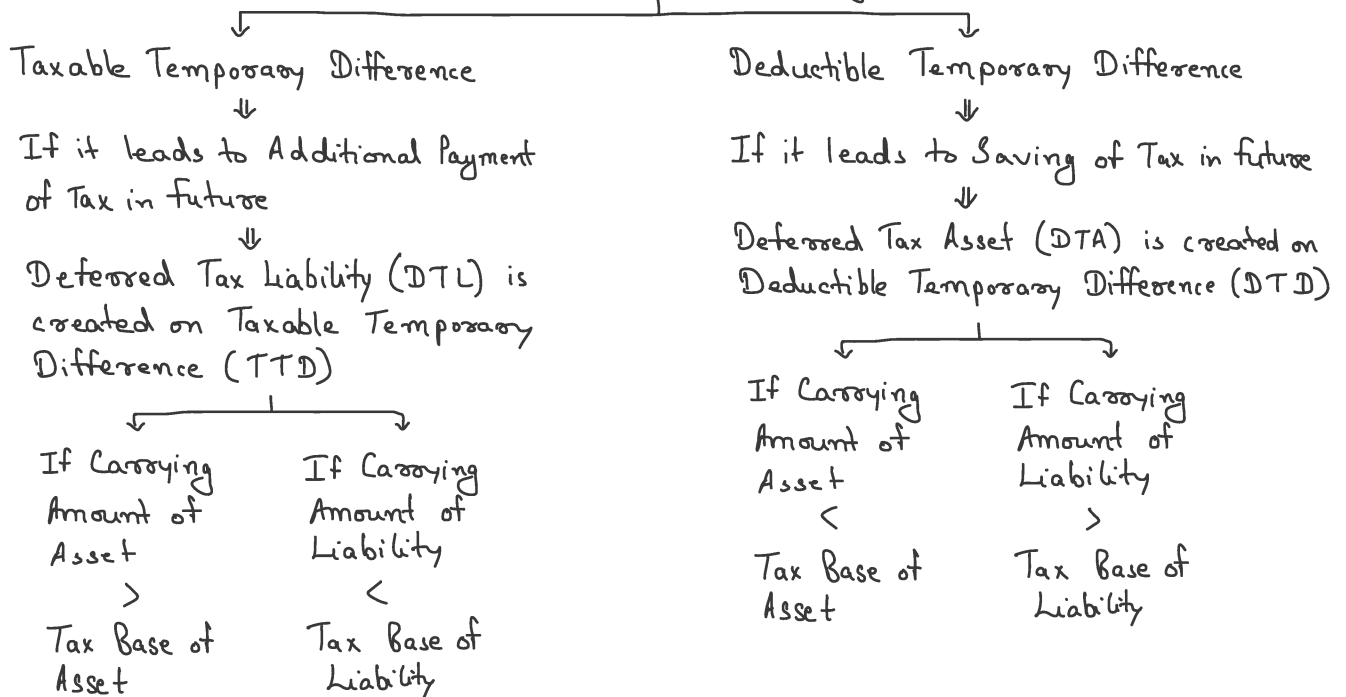 Taxable Temporary Difference
⇓
If it leads to Additional Payment
of Tax in future
⇓
Deferred Tax Liability (DTL) is
created on Taxable Temporary
Difference (TTD)
If Carrying
Amount of
Asset
>
Tax Base of
Asset
If Carrying
Amount of
Liability
<
Tax Base of
Liability
Deductible Temporary Difference
⇓
If it leads to Saving of Tax in future
⇓
Deferred Tax Asset (DTA) is created on
Deductible Temporary Difference (DTD)
If Carrying
Amount of
Asset
<
Tax Base of
Asset
If Carrying
Amount of
Liability
>
Tax Base of
Liability